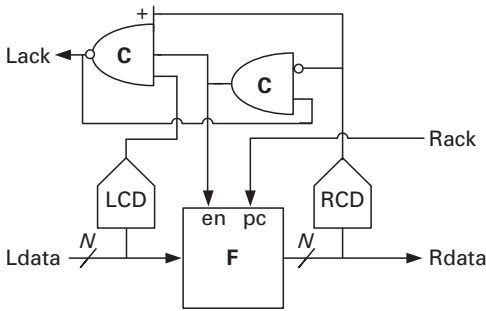 +
Lack
C
C
Rack
LCD
RCD
en pc
Ldata
N
F
N
Rdata